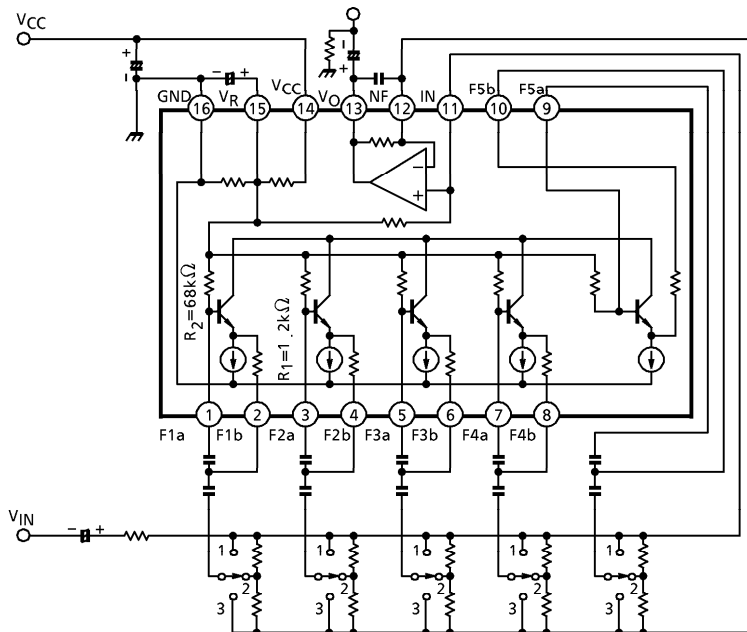 VCC
GND VR VCC VO NF IN F5b F5a
16 15 14 13 12 11 10 9
R2=68kΩ
R1=1.2kΩ
1 2 3 4 5 6 7 8
F1a F1b F2a F2b F3a F3b F4a F4b
VIN
1 1 1 1 1
2 2 2 2 2
3 3 3 3 3